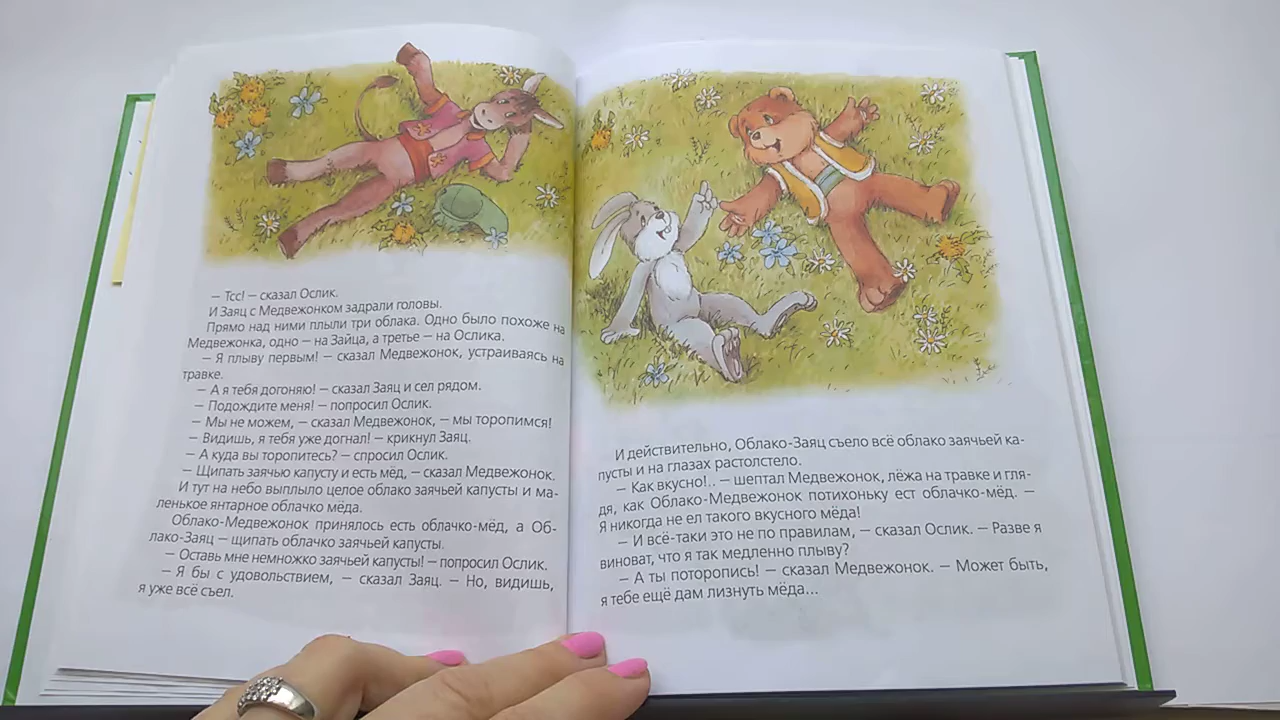 — Тсс! — сказал Ослик.
И Заяц с Медвежонком задрали головы.
Прямо над ними плыли три облака. Одно было похоже на
Медвежонка, одно — на Зайца, а третье — на Ослика.
— Я плыву первым! — сказал Медвежонок, устраиваясь на
травке.
— А я тебя догоняю! — сказал Заяц и сел рядом.
— Подождите меня! — попросил Ослик.
— Мы не можем, — сказал Медвежонок, — мы торопимся!
— Видишь, я тебя уже догнал! — крикнул Заяц.
— А куда вы торопитесь? — спросил Ослик.
— Щипать заячью капусту и есть мёд, — сказал Медвежонок.
И тут на небо выплыло целое облако заячьей капусты и ма-
ленькое янтарное облачко мёда.
Облако-Медвежонок принялось есть облачко-мёд, а Об-
лако-Заяц — щипать облачко заячьей капусты.
— Оставь мне немножко заячьей капусты! — попросил Ослик.
— Я бы с удовольствием, — сказал Заяц. — Но, видишь,
я уже всё съел.
И действительно, Облако-Заяц съело всё облако заячьей ка-
пусты и на глазах растолстело.
— Как вкусно!.. — шептал Медвежонок, лёжа на травке и гля-
дя, как Облако-Медвежонок потихоньку ест облачко-мёд. —
Я никогда не ел такого вкусного мёда!
— И всё-таки это не по правилам, — сказал Ослик. — Разве я
виноват, что я так медленно плыву?
— А ты поторопись! — сказал Медвежонок. — Может быть,
я тебе ещё дам лизнуть мёда...